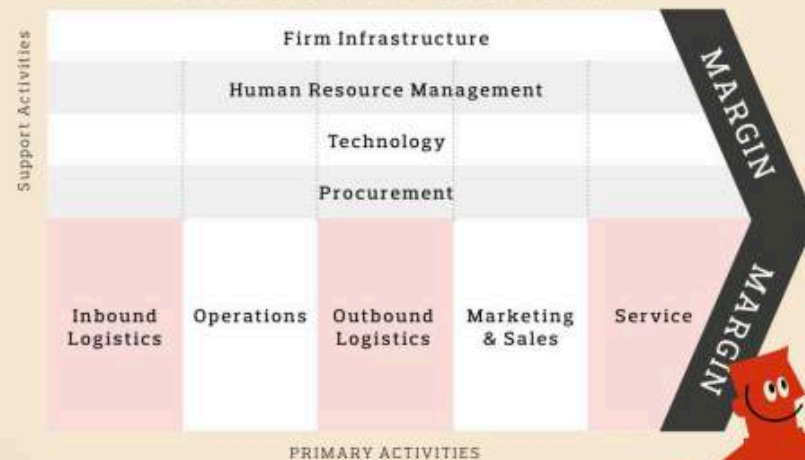 Support Activities
Firm Infrastructure
Human Resource Management
Technology
Procurement
MARGIN
MARGIN
Inbound
Logistics
Operations
Outbound
Logistics
Marketing
& Sales
Service
PRIMARY ACTIVITIES